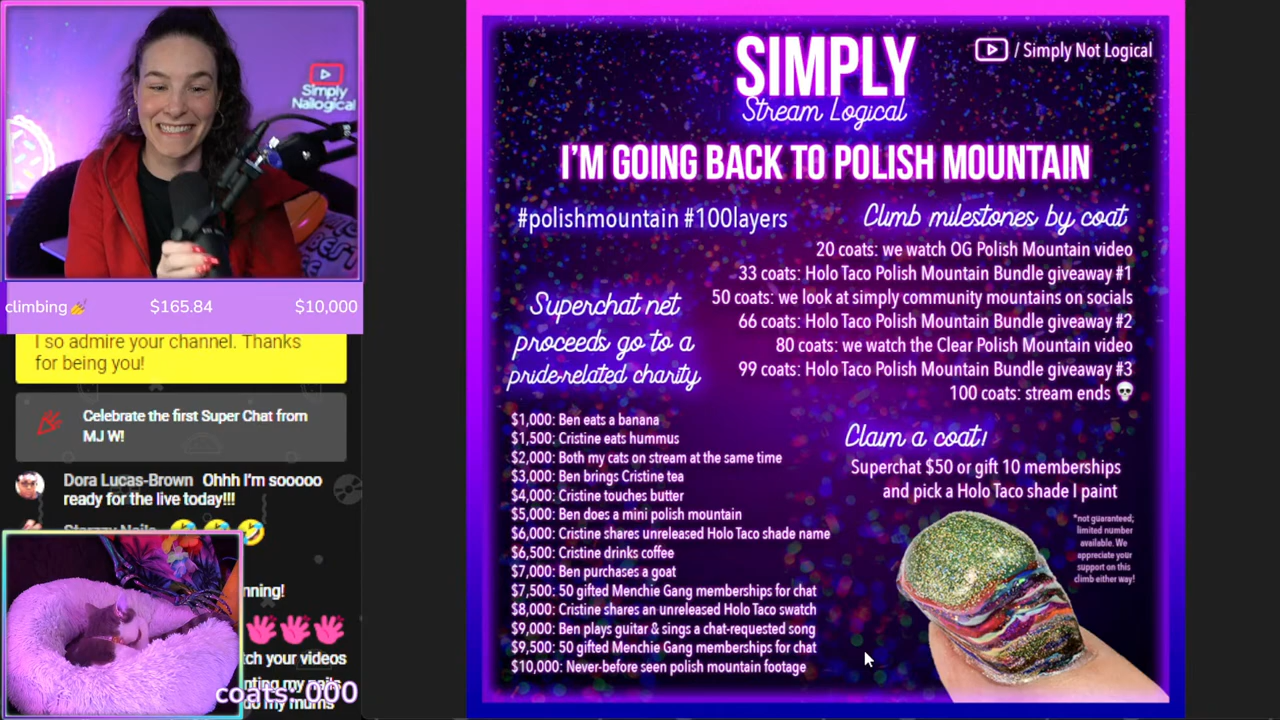 Simply
Nailogical
climbing 💅 $165.84 $10,000
I so admire your channel. Thanks
for being you!
Celebrate the first Super Chat from
MJ W!
Dora Lucas-Brown Ohhh I'm sooooo
ready for the live today!!!
Starzzy Nails 🤣🤣🤣
nning!
tch your videos
nting my nails
do my mums
coats: 000
SIMPLY
Stream Logical
/ Simply Not Logical
I'M GOING BACK TO POLISH MOUNTAIN
#polishmountain #100layers
Superchat net
proceeds go to a
pride-related charity
$1,000: Ben eats a banana
$1,500: Cristine eats hummus
$2,000: Both my cats on stream at the same time
$3,000: Ben brings Cristine tea
$4,000: Cristine touches butter
$5,000: Ben does a mini polish mountain
$6,000: Cristine shares unreleased Holo Taco shade name
$6,500: Cristine drinks coffee
$7,000: Ben purchases a goat
$7,500: 50 gifted Menchie Gang memberships for chat
$8,000: Cristine shares an unreleased Holo Taco swatch
$9,000: Ben plays guitar & sings a chat-requested song
$9,500: 50 gifted Menchie Gang memberships for chat
$10,000: Never-before seen polish mountain footage
Climb milestones by coat
20 coats: we watch OG Polish Mountain video
33 coats: Holo Taco Polish Mountain Bundle giveaway #1
50 coats: we look at simply community mountains on socials
66 coats: Holo Taco Polish Mountain Bundle giveaway #2
80 coats: we watch the Clear Polish Mountain video
99 coats: Holo Taco Polish Mountain Bundle giveaway #3
100 coats: stream ends 💀
Claim a coat!
Superchat $50 or gift 10 memberships
and pick a Holo Taco shade I paint
*not guaranteed;
limited number
available. We
appreciate your
support on this
climb either way!